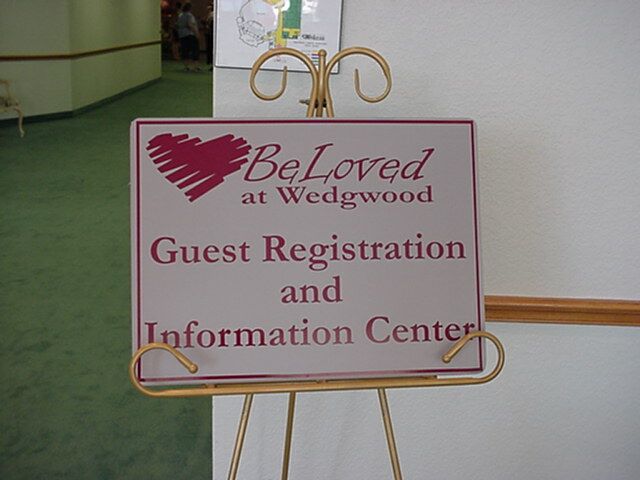 BeLoved
at Wedgwood
Guest Registration
and
Information Center